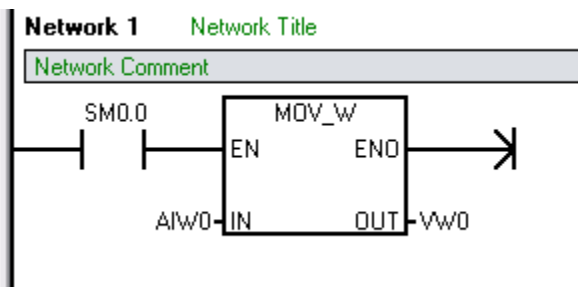 Network 1 Network Title
Network Comment
SM0.0 MOV_W
EN ENO
AIW0 IN OUT VW0